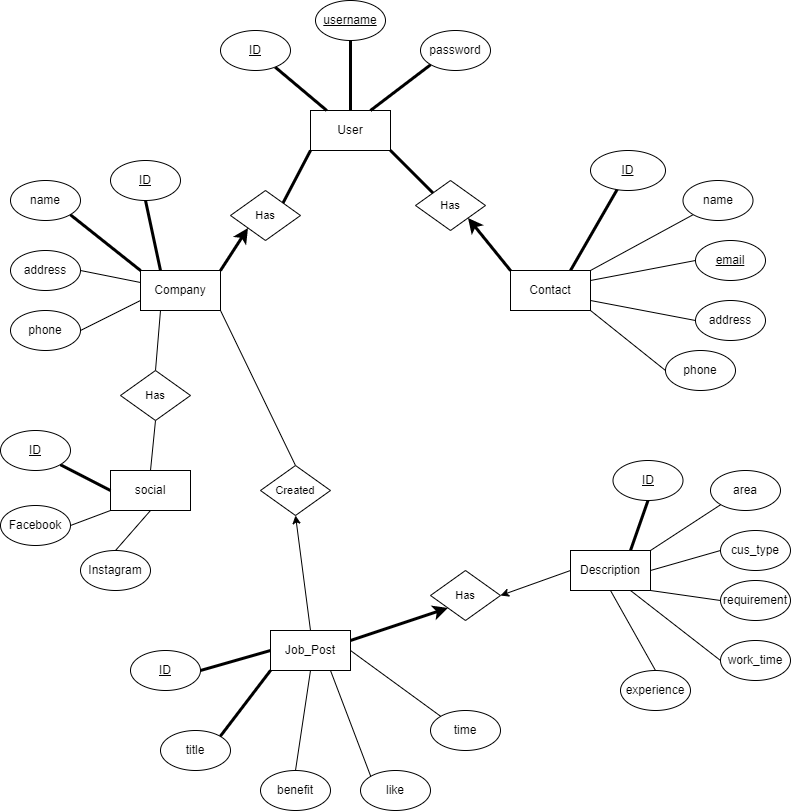 username
ID
password
User
ID
ID
name
name
Has
Has
email
address
Company
Contact
address
phone
phone
Has
ID
ID
social
Created
area
Facebook
cus_type
Instagram
Description
Has
requirement
Job_Post
ID
work_time
experience
title
time
benefit
like